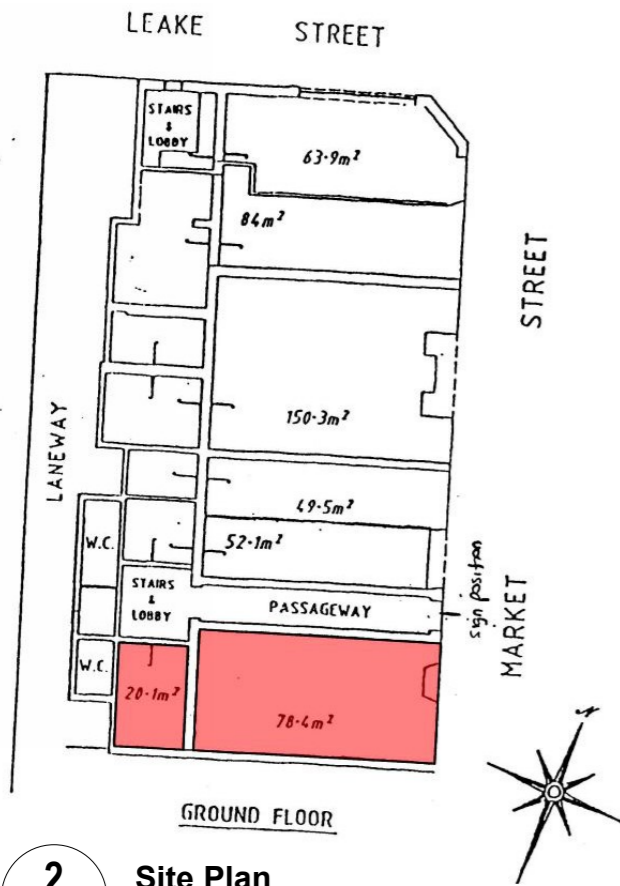 LEAKE STREET
STAIRS
&
LOBBY
63.9m²
84m²
STREET
150.3m²
LANEWAY
49.5m²
52.1m²
W.C.
STAIRS
&
LOBBY
PASSAGEWAY
sign position
MARKET
W.C.
20.1m²
78.4m²
N
GROUND FLOOR
2
Site Plan